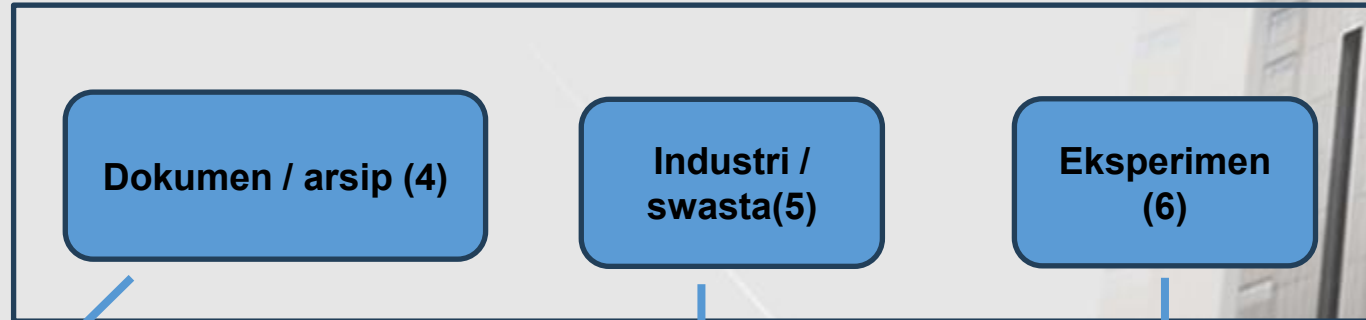 Dokumen / arsip (4)
Industri /
swasta(5)
Eksperimen
(6)